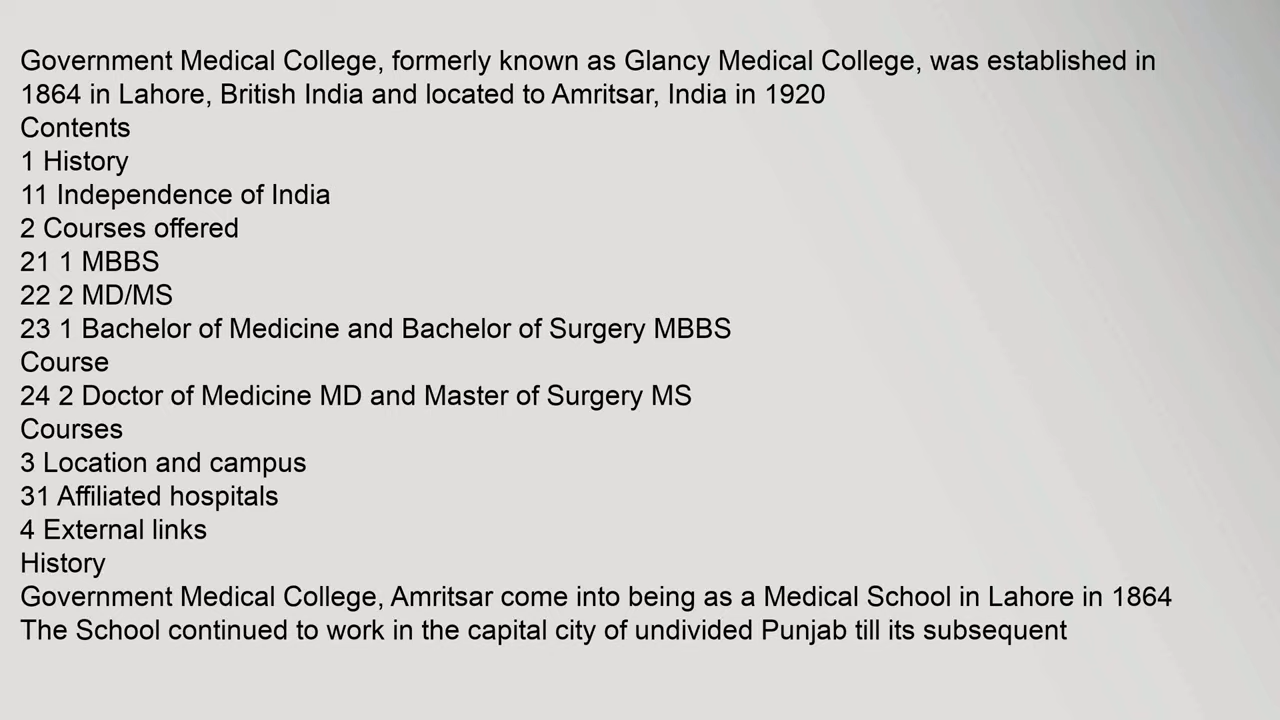 Government Medical College, formerly known as Glancy Medical College, was established in
1864 in Lahore, British India and located to Amritsar, India in 1920
Contents
1 History
11 Independence of India
2 Courses offered
21 1 MBBS
22 2 MD/MS
23 1 Bachelor of Medicine and Bachelor of Surgery MBBS
Course
24 2 Doctor of Medicine MD and Master of Surgery MS
Courses
3 Location and campus
31 Affiliated hospitals
4 External links
History
Government Medical College, Amritsar come into being as a Medical School in Lahore in 1864
The School continued to work in the capital city of undivided Punjab till its subsequent